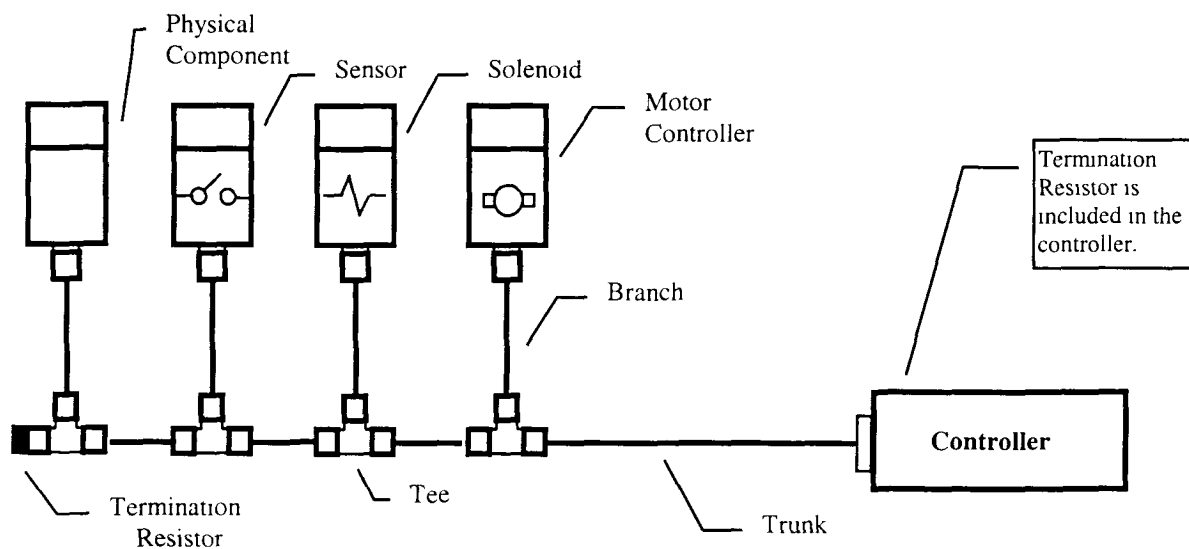 Physical
Component
Sensor
Solenoid
Motor
Controller
Termination
Resistor is
included in the
controller.
Branch
Controller
Termination
Resistor
Tee
Trunk